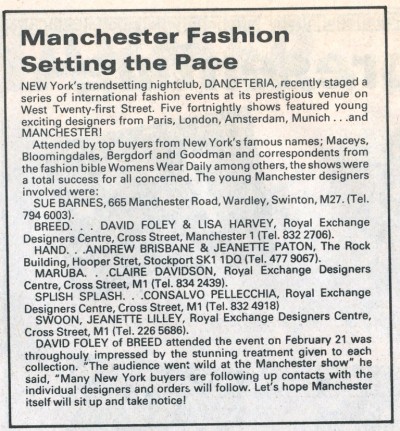 Manchester Fashion
Setting the Pace
NEW York's trendsetting nightclub, DANCETERIA, recently staged a
series of international fashion events at its prestigious venue on
West Twenty-first Street. Five fortnightly shows featured young
exciting designers from Paris, London, Amsterdam, Munich . . .and
MANCHESTER!
Attended by top buyers from New York's famous names; Maceys,
Bloomingdales, Bergdorf and Goodman and correspondents from
the fashion bible Womens Wear Daily among others, the shows were
a total success for all concerned. The young Manchester designers
involved were:
SUE BARNES, 665 Manchester Road, Wardley, Swinton, M27. (Tel.
794 6003).
BREED. . . DAVID FOLEY & LISA HARVEY, Royal Exchange
Designers Centre, Cross Street, Manchester 1 (Tel. 832 2706).
HAND. . .ANDREW BRISBANE & JEANETTE PATON, The Rock
Building, Hooper Stret, Stockport SK1 1DQ (Tel. 477 9067).
MARUBA. . .CLAIRE DAVIDSON, Royal Exchange Designers
Centre, Cross Street, M1 (Tel. 834 2439).
SPLISH SPLASH. . .CONSALVO PELLECCHIA, Royal Exchange
Designers Centre, Cross Street, M1 (Tel. 832 4918)
SWOON, JEANETTE LILLEY, Royal Exchange Designers Centre,
Cross Street, M1 (Tel. 226 5686).
DAVID FOLEY of BREED attended the event on February 21 was
throughouly impressed by the stunning treatment given to each
collection. "The audience went wild at the Manchester show" he
said, "Many New York buyers are following up contacts with the
individual designers and orders will follow. Let's hope Manchester
itself will sit up and take notice!